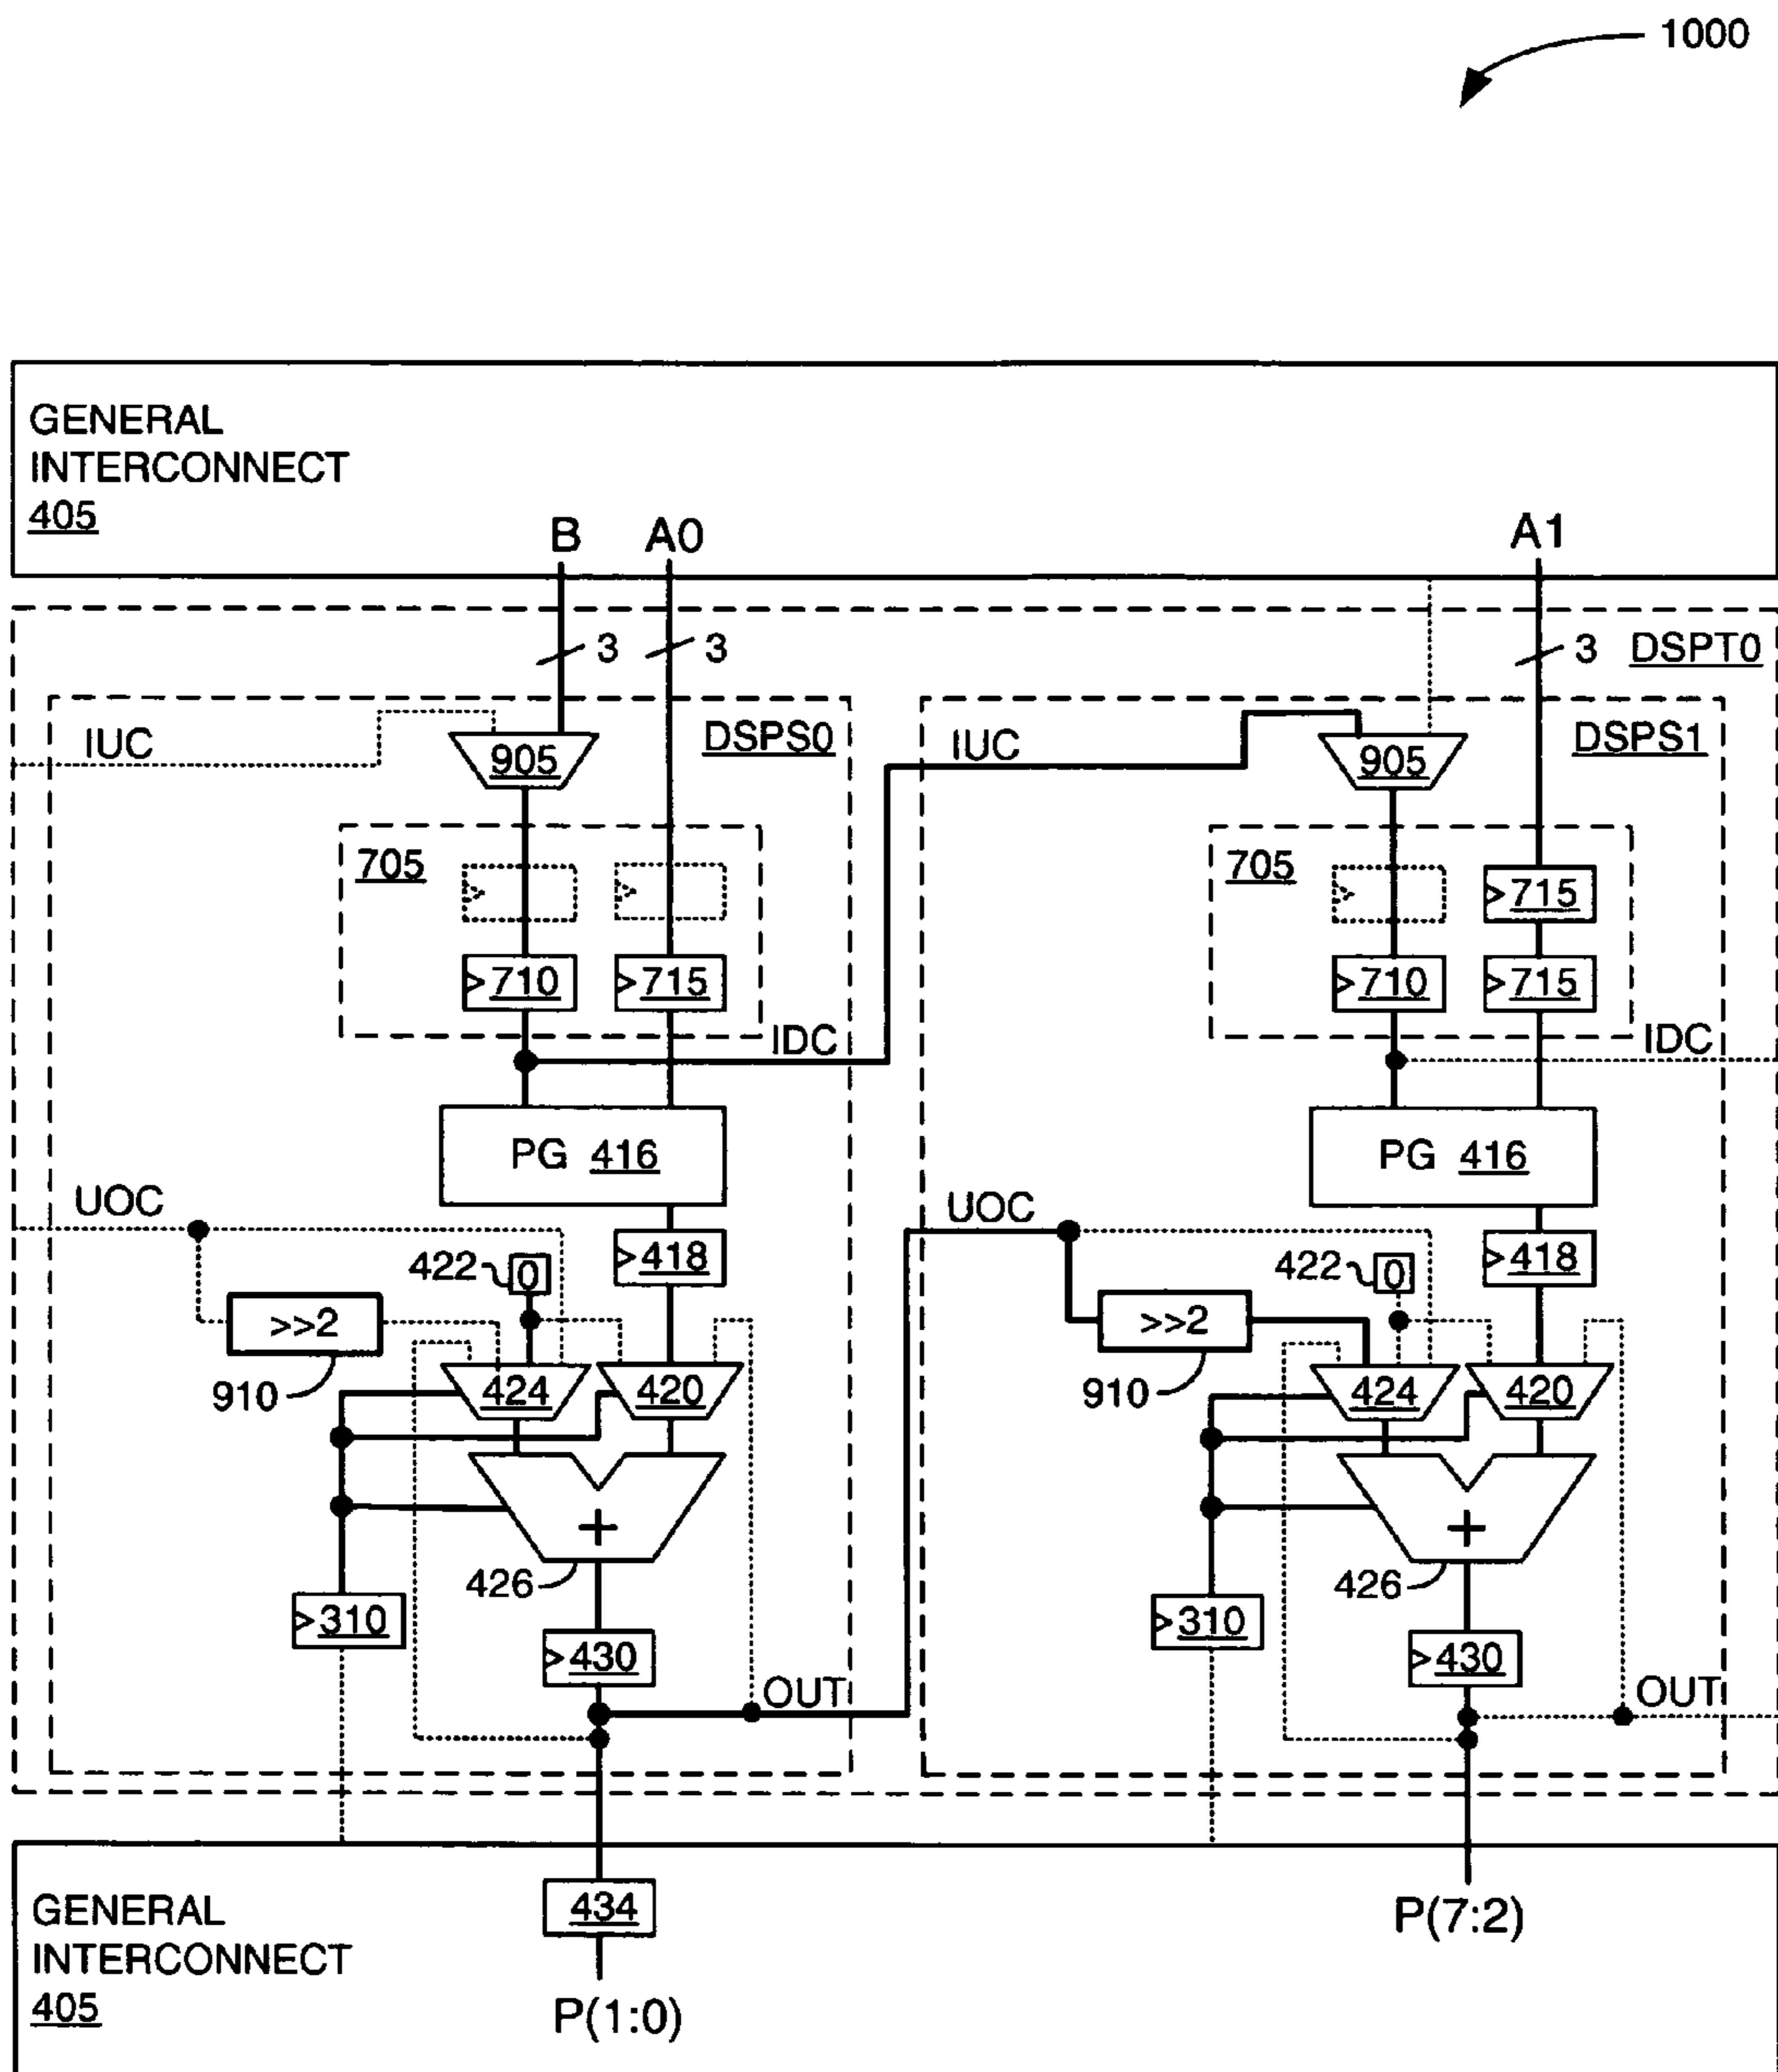 1000
GENERAL
INTERCONNECT
405
B
A0
A1
3
3
3
DSPT0
IUC
DSPS0
IUC
DSPS1
905
905
705
705
715
710
715
710
715
IDC
IDC
PG 416
PG 416
UOC
UOC
418
418
422
0
422
0
>>2
>>2
910
424
420
910
424
420
+
+
426
426
310
310
430
430
OUT
OUT
GENERAL
INTERCONNECT
405
434
P(7:2)
P(1:0)